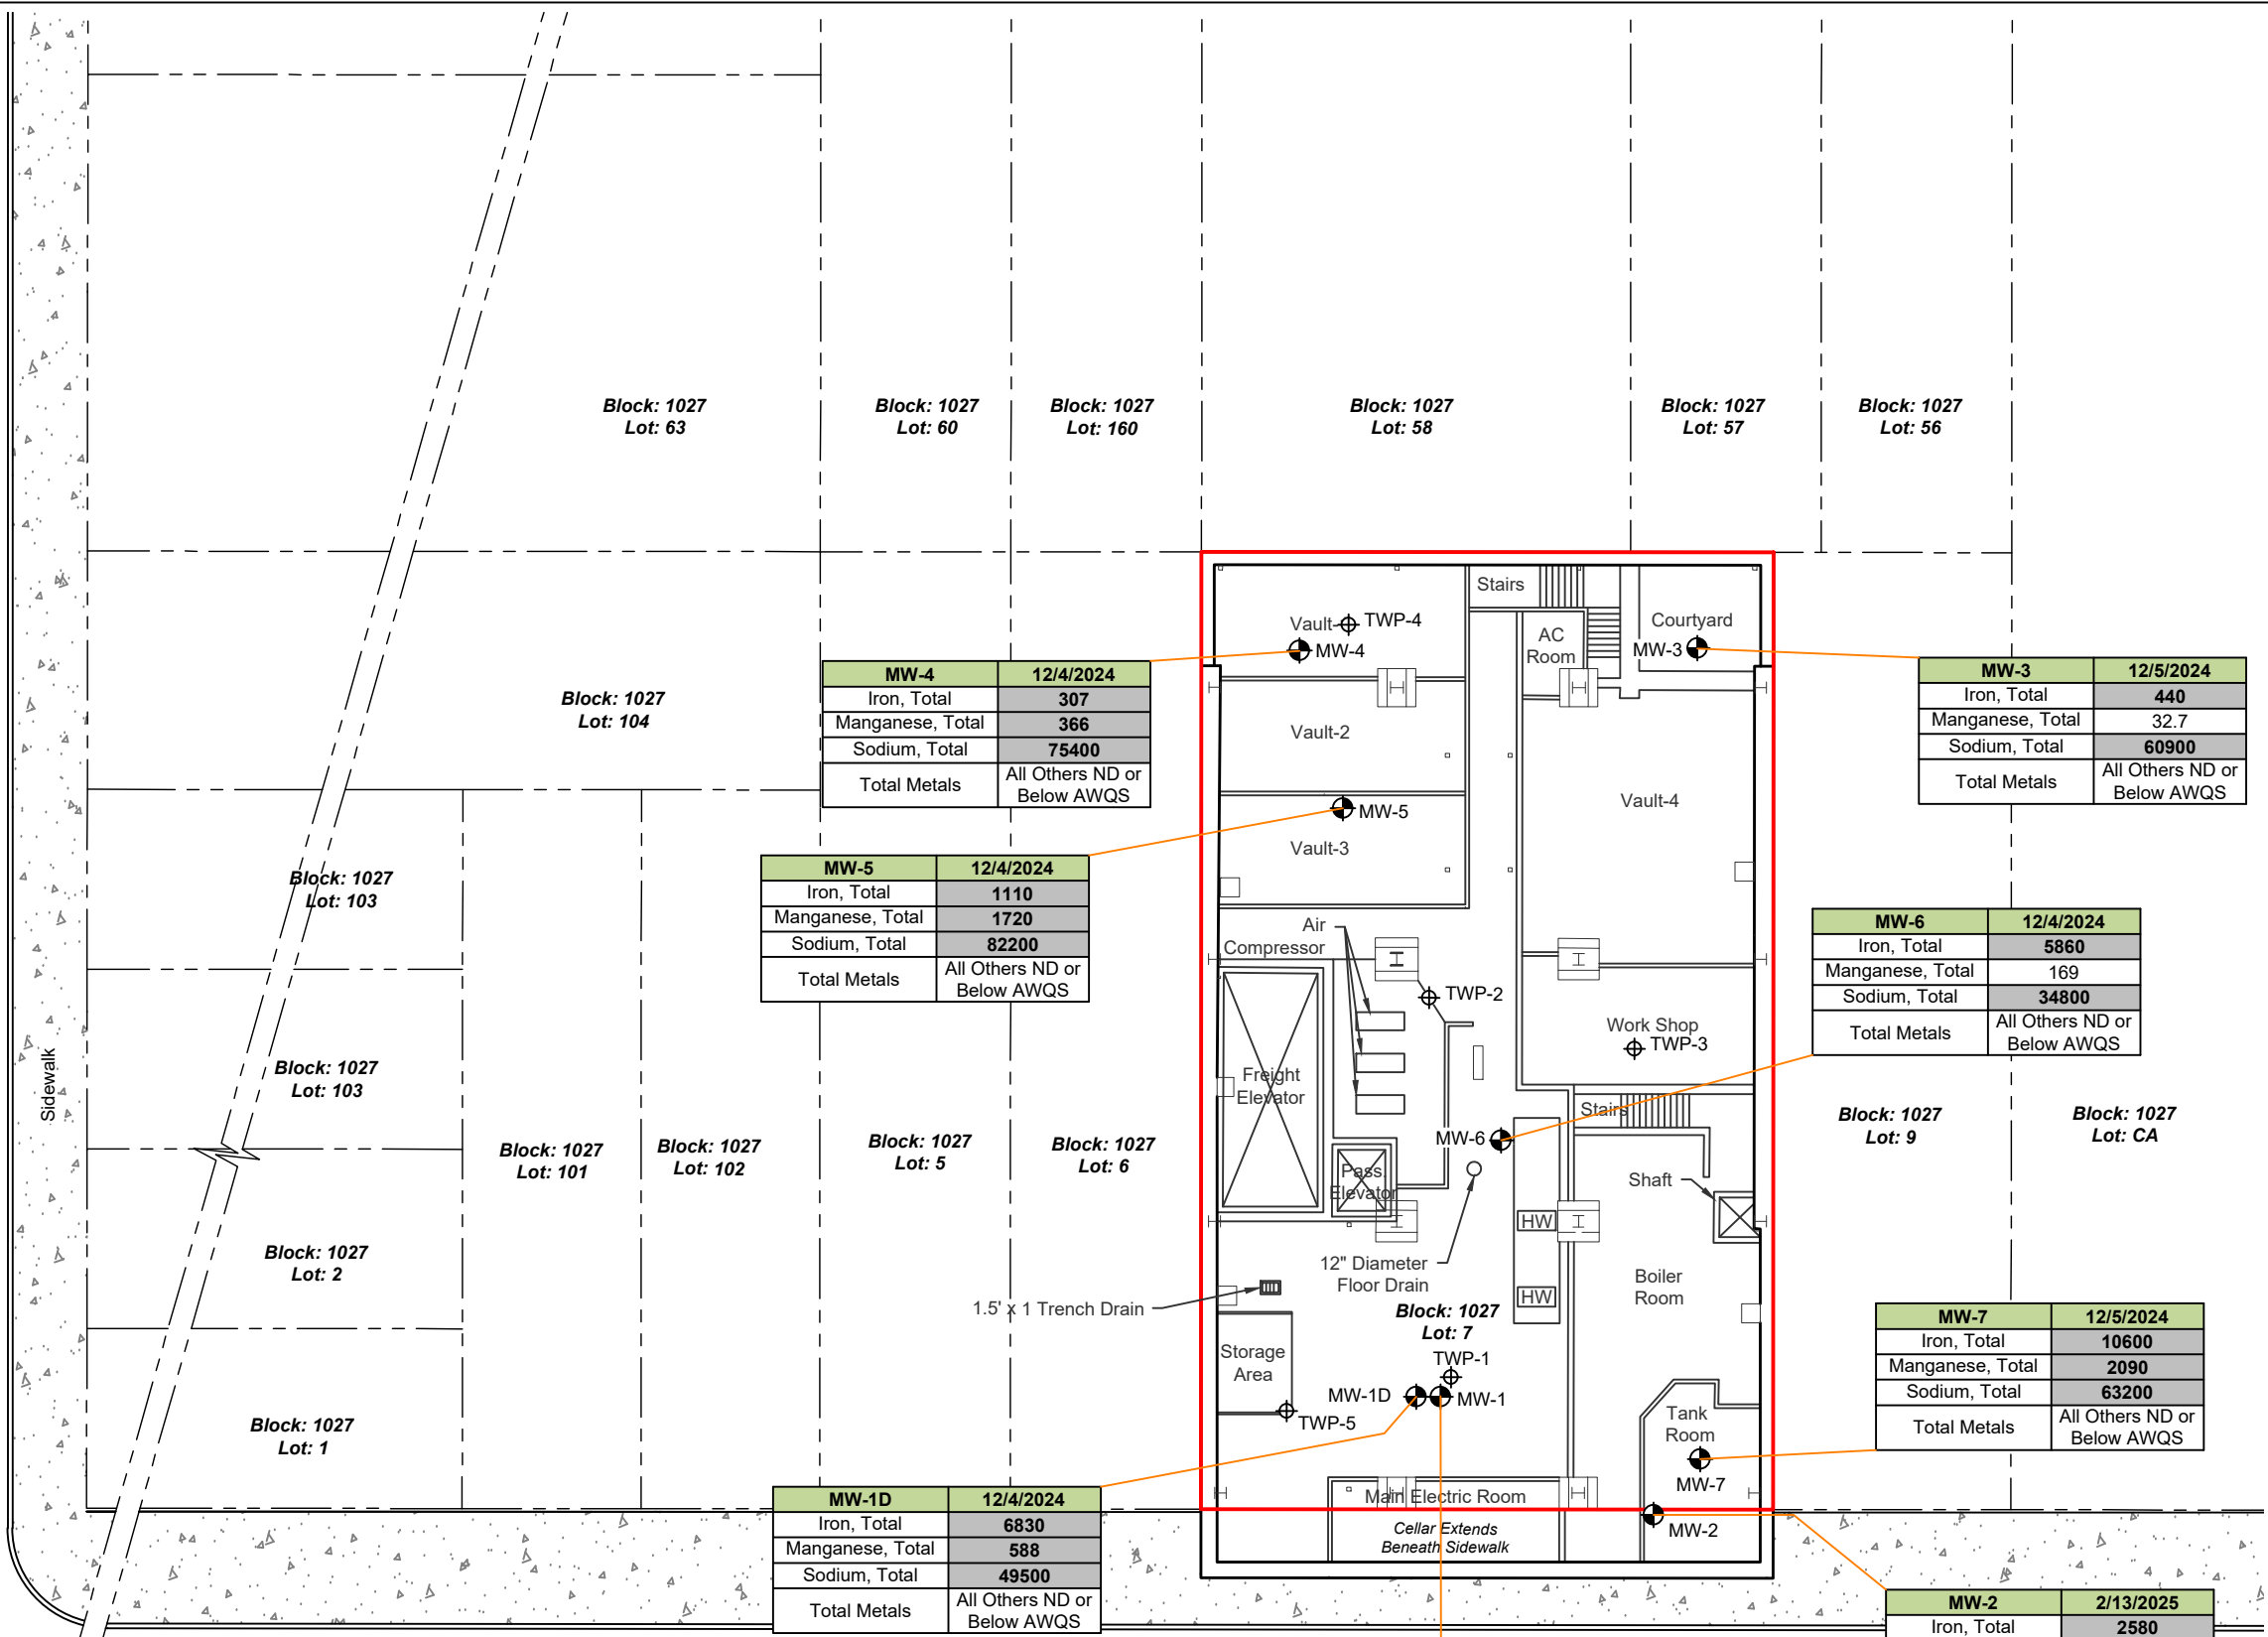 Block: 1027
Lot: 63
Block: 1027
Lot: 60
Block: 1027
Lot: 160
Block: 1027
Lot: 58
Block: 1027
Lot: 57
Block: 1027
Lot: 56
Stairs
Vault-
TWP-4
MW-4
AC
Room
Courtyard
MW-3
MW-4 12/4/2024
Iron, Total 307
Manganese, Total 366
Sodium, Total 75400
Total Metals All Others ND or
Below AWQS
MW-3 12/5/2024
Iron, Total 440
Manganese, Total 32.7
Sodium, Total 60900
Total Metals All Others ND or
Below AWQS
Block: 1027
Lot: 104
Vault-2
Vault-4
MW-5
Vault-3
MW-5 12/4/2024
Iron, Total 1110
Manganese, Total 1720
Sodium, Total 82200
Total Metals All Others ND or
Below AWQS
Block: 1027
Lot: 103
Air
Compressor
MW-6 12/4/2024
Iron, Total 5860
Manganese, Total 169
Sodium, Total 34800
Total Metals All Others ND or
Below AWQS
TWP-2
Work Shop
TWP-3
Sidewalk
Block: 1027
Lot: 103
Freight
Elevator
Stairs
MW-6
Block: 1027
Lot: 101
Block: 1027
Lot: 102
Block: 1027
Lot: 5
Block: 1027
Lot: 6
Block: 1027
Lot: 9
Block: 1027
Lot: CA
Pass.
Elevator
Shaft
HW
Block: 1027
Lot: 2
12" Diameter
Floor Drain
Boiler
Room
HW
1.5' x 1 Trench Drain
Block: 1027
Lot: 7
Storage
Area
TWP-1
MW-1D
MW-1
TWP-5
MW-7 12/5/2024
Iron, Total 10600
Manganese, Total 2090
Sodium, Total 63200
Total Metals All Others ND or
Below AWQS
Block: 1027
Lot: 1
Tank
Room
MW-7
Main Electric Room
MW-2
Cellar Extends
Beneath Sidewalk
MW-1D 12/4/2024
Iron, Total 6830
Manganese, Total 588
Sodium, Total 49500
Total Metals All Others ND or
Below AWQS
MW-2 2/13/2025
Iron, Total 2580